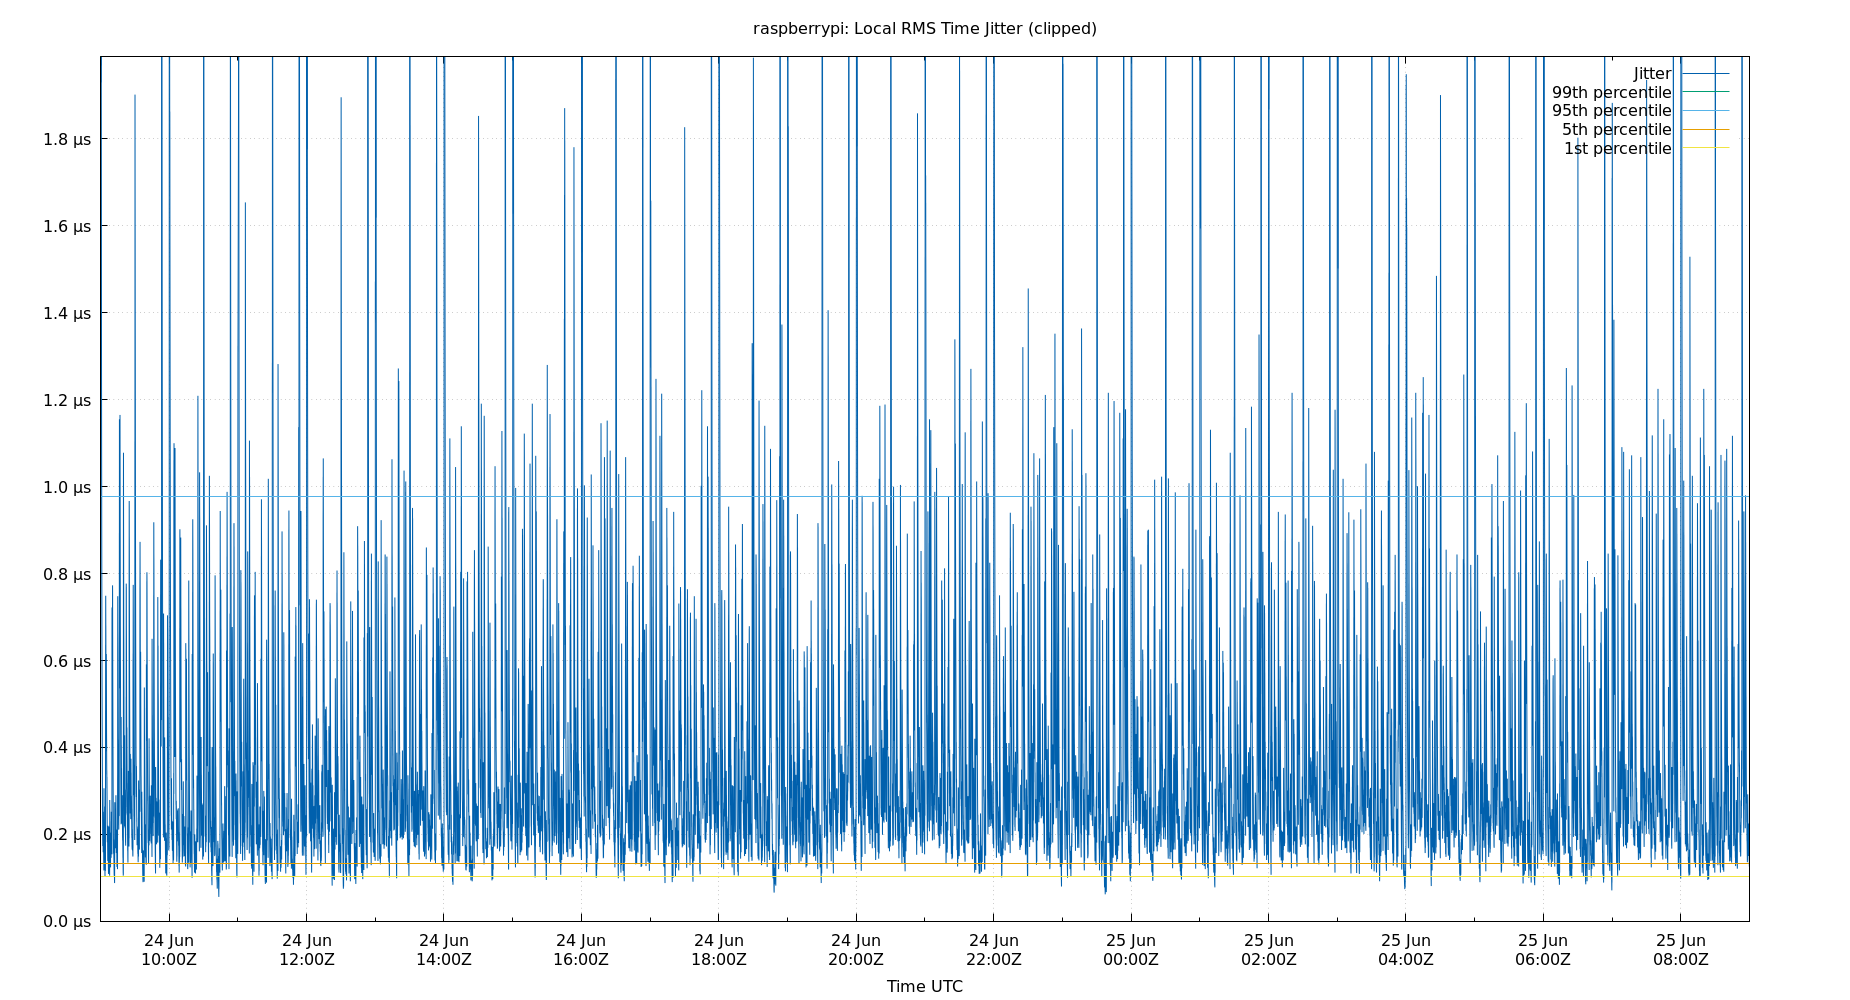 raspberrypi: Local RMS Time Jitter (clipped)
Jitter
99th percentile
95th percentile
5th percentile
1st percentile
1.8 µs
1.6 µs
1.4 µs
1.2 µs
1.0 µs
0.8 µs
0.6 µs
0.4 µs
0.2 µs
0.0 µs
24 Jun 24 Jun 24 Jun 24 Jun 24 Jun 24 Jun 24 Jun 25 Jun 25 Jun 25 Jun 25 Jun 25 Jun
10:00Z 12:00Z 14:00Z 16:00Z 18:00Z 20:00Z 22:00Z 00:00Z 02:00Z 04:00Z 06:00Z 08:00Z
Time UTC